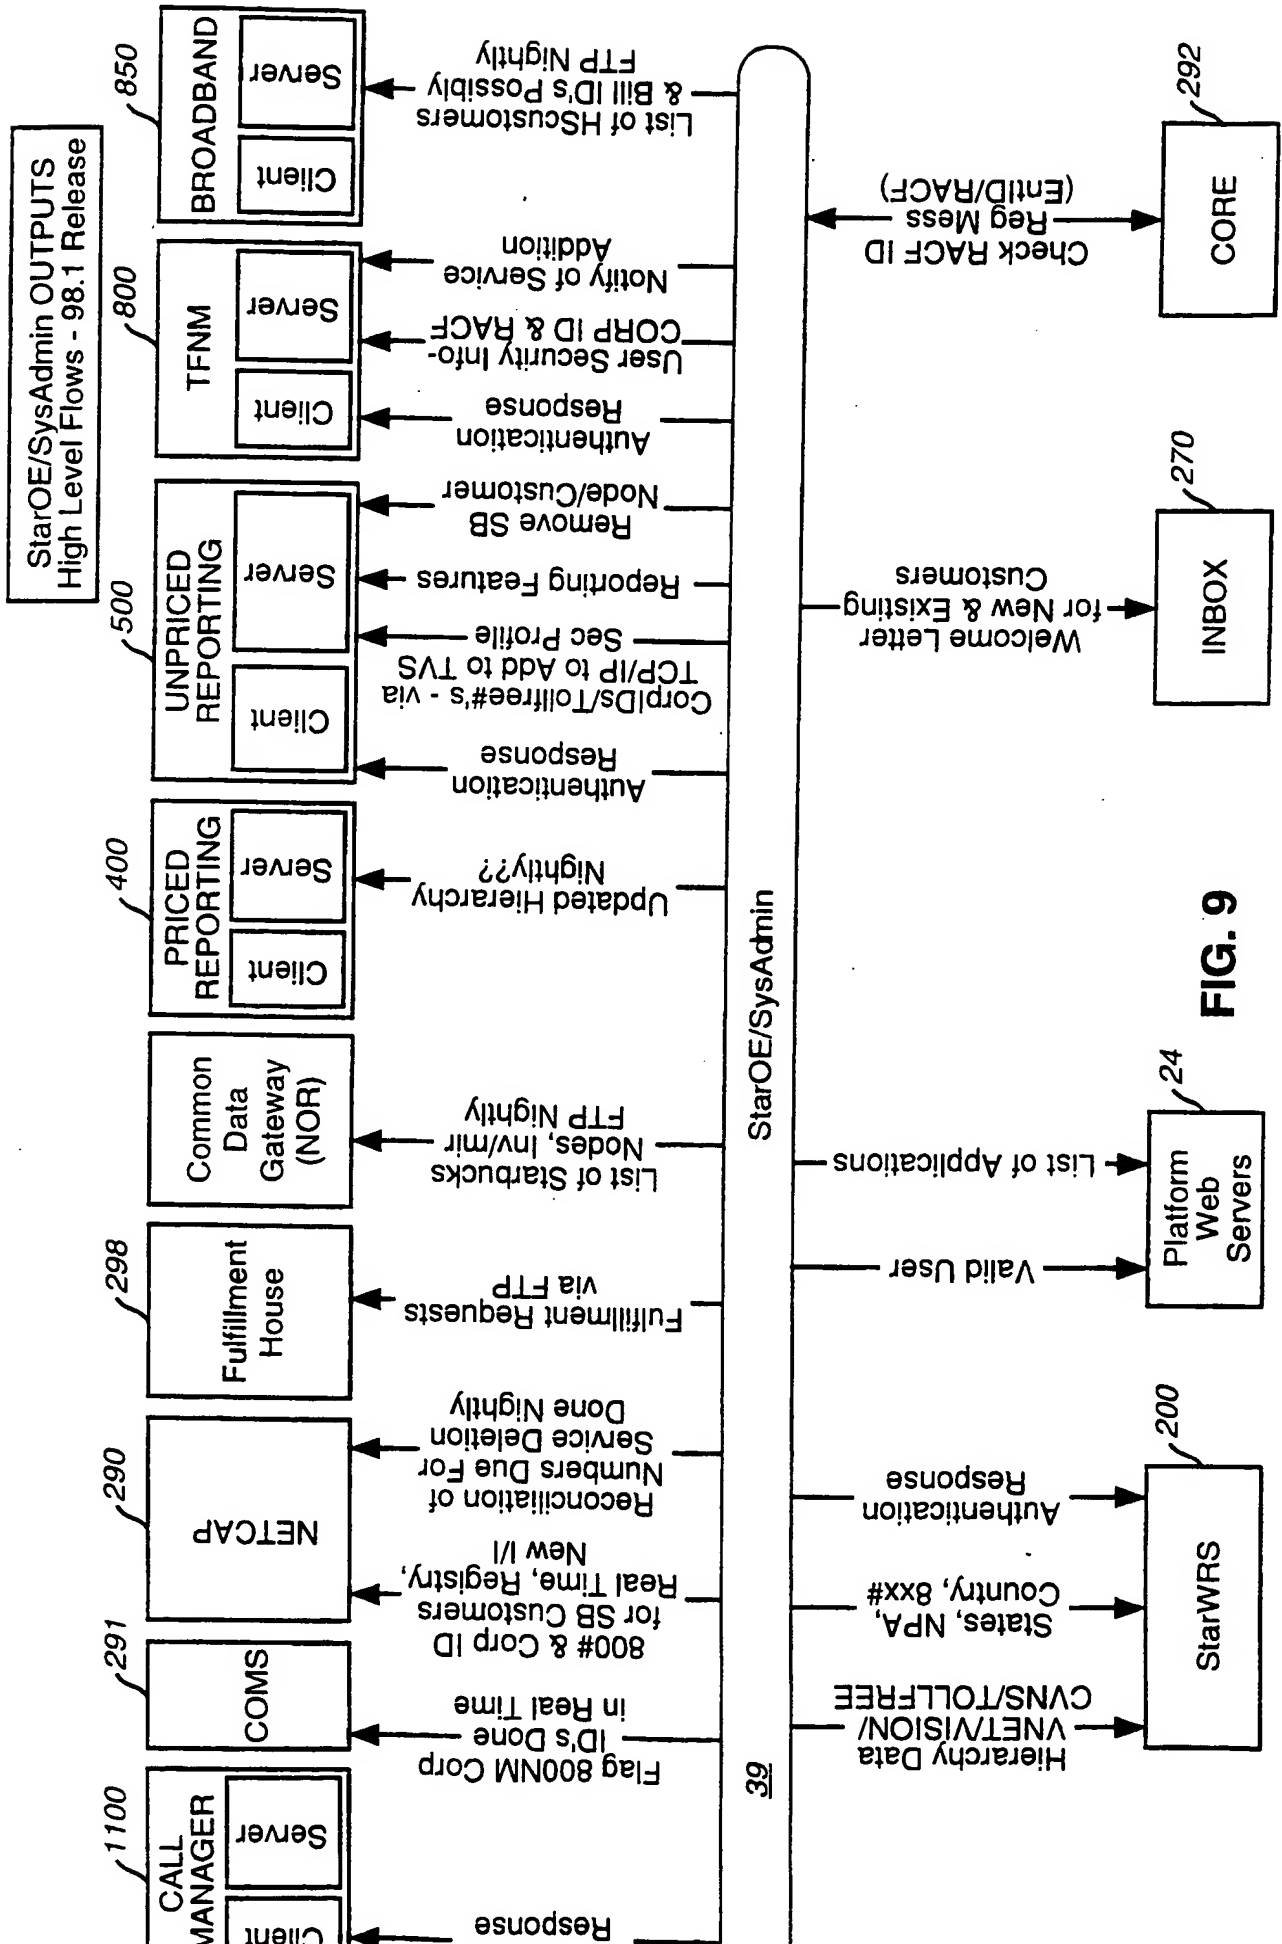 StarOE/SysAdmin OUTPUTS
High Level Flows - 98.1 Release
1100
CALL
MANAGER
Client
Server
Response
291
COMS
Flag 800NM Corp
ID's Done
in Real Time
290
NETCAP
800# & Corp ID
for SB Customers
Real Time, Registry,
New I/I
Reconciliation of
Numbers Due For
Service Deletion
Done Nightly
298
Fulfillment
House
Fulfillment Requests
via FTP
Common
Data
Gateway
(NOR)
List of Starbucks
Nodes, Inv/mir
FTP Nightly
400
PRICED
REPORTING
Client
Server
Updated Hierarchy
Nightly??
500
UNPRICED
REPORTING
Client
Server
Authentication
Response
CorpIDs/Tollfree#'s - via
TCP/IP to Add to TVS
Sec Profile
Reporting Features
Remove SB
Node/Customer
800
TFNM
Client
Server
Authentication
Response
User Security Info-
CORP ID & RACF
Notify of Service
Addition
850
BROADBAND
Client
Server
List of HScustomers
& Bill ID's Possibly
FTP Nightly
39
StarOE/SysAdmin
Hierarchy Data
VNET/VISION/
CVNS/TOLLFREE
States, NPA,
Country, 8xx#
Authentication
Response
200
StarWRS
Valid User
List of Applications
24
Platform
Web
Servers
Welcome Letter
for New & Existing
Customers
270
INBOX
Check RACF ID
Reg Mess
(EntID/RACF)
292
CORE
FIG. 9